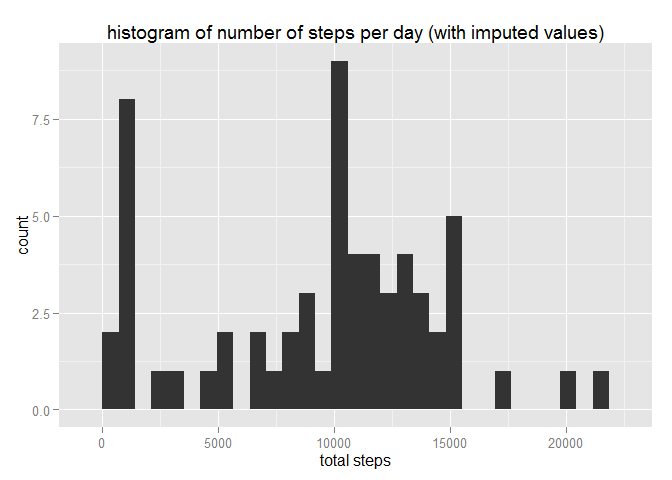 histogram of number of steps per day (with imputed values)
count
7.5
5.0
2.5
0.0
0 5000 10000 15000 20000
total steps